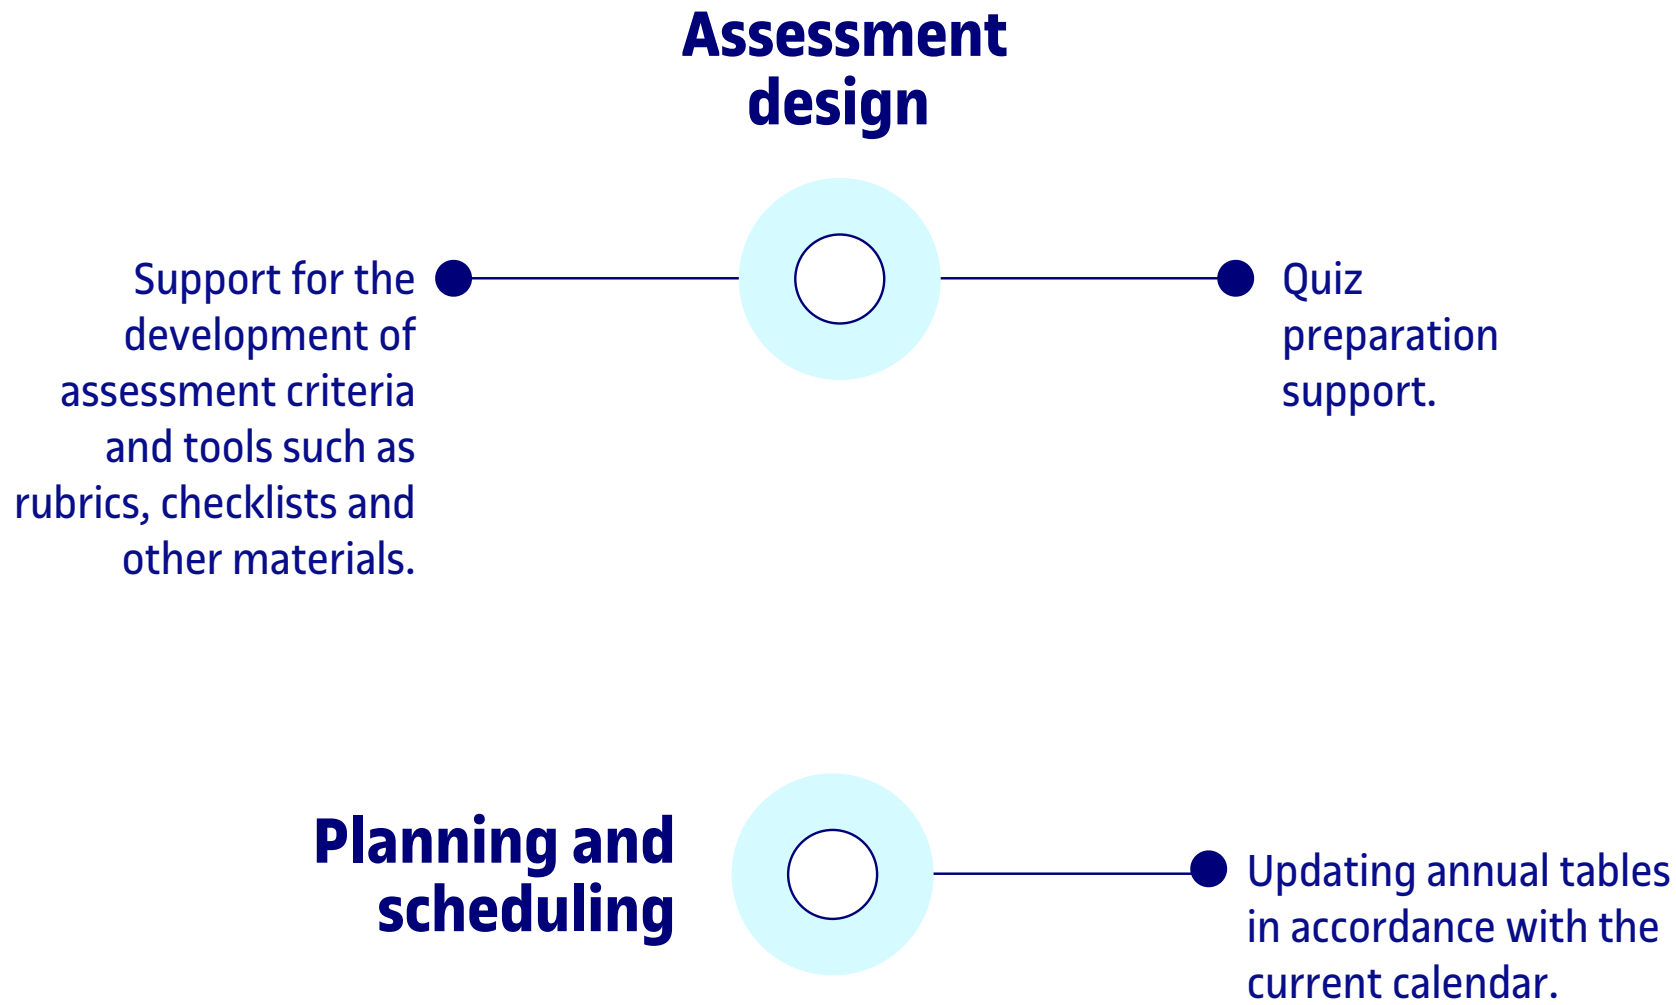 Assessment
design
Support for the
development of
assessment criteria
and tools such as
rubrics, checklists and
other materials.
Quiz
preparation
support.
Planning and
scheduling
Updating annual tables
in accordance with the
current calendar.